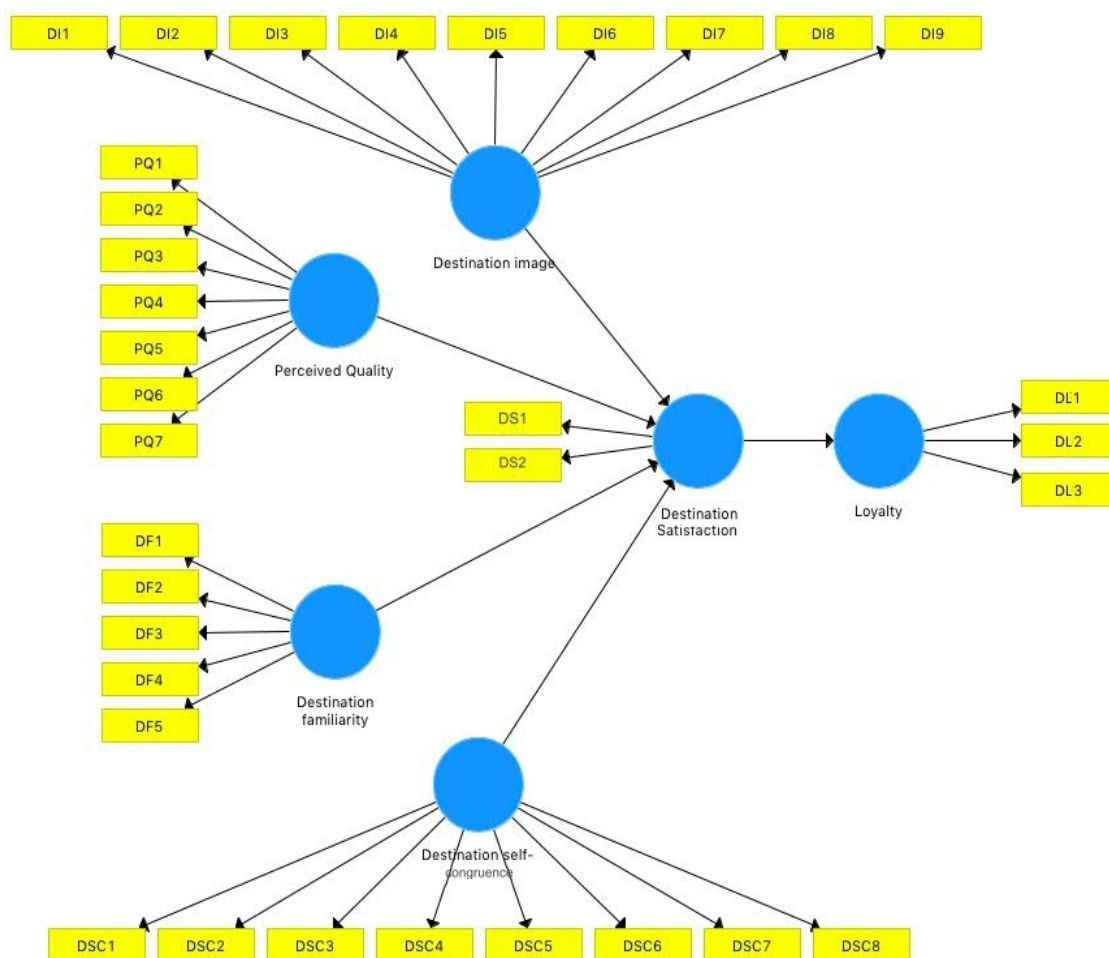 DI1
DI2
DI3
DI4
DI5
DI6
DI7
DI8
DI9
PQ1
PQ2
PQ3
PQ4
PQ5
PQ6
PQ7
Destination image
Perceived Quality
DS1
DS2
Destination
Satisfaction
Loyalty
DL1
DL2
DL3
DF1
DF2
DF3
DF4
DF5
Destination
familiarity
Destination self-
congruence
DSC1
DSC2
DSC3
DSC4
DSC5
DSC6
DSC7
DSC8